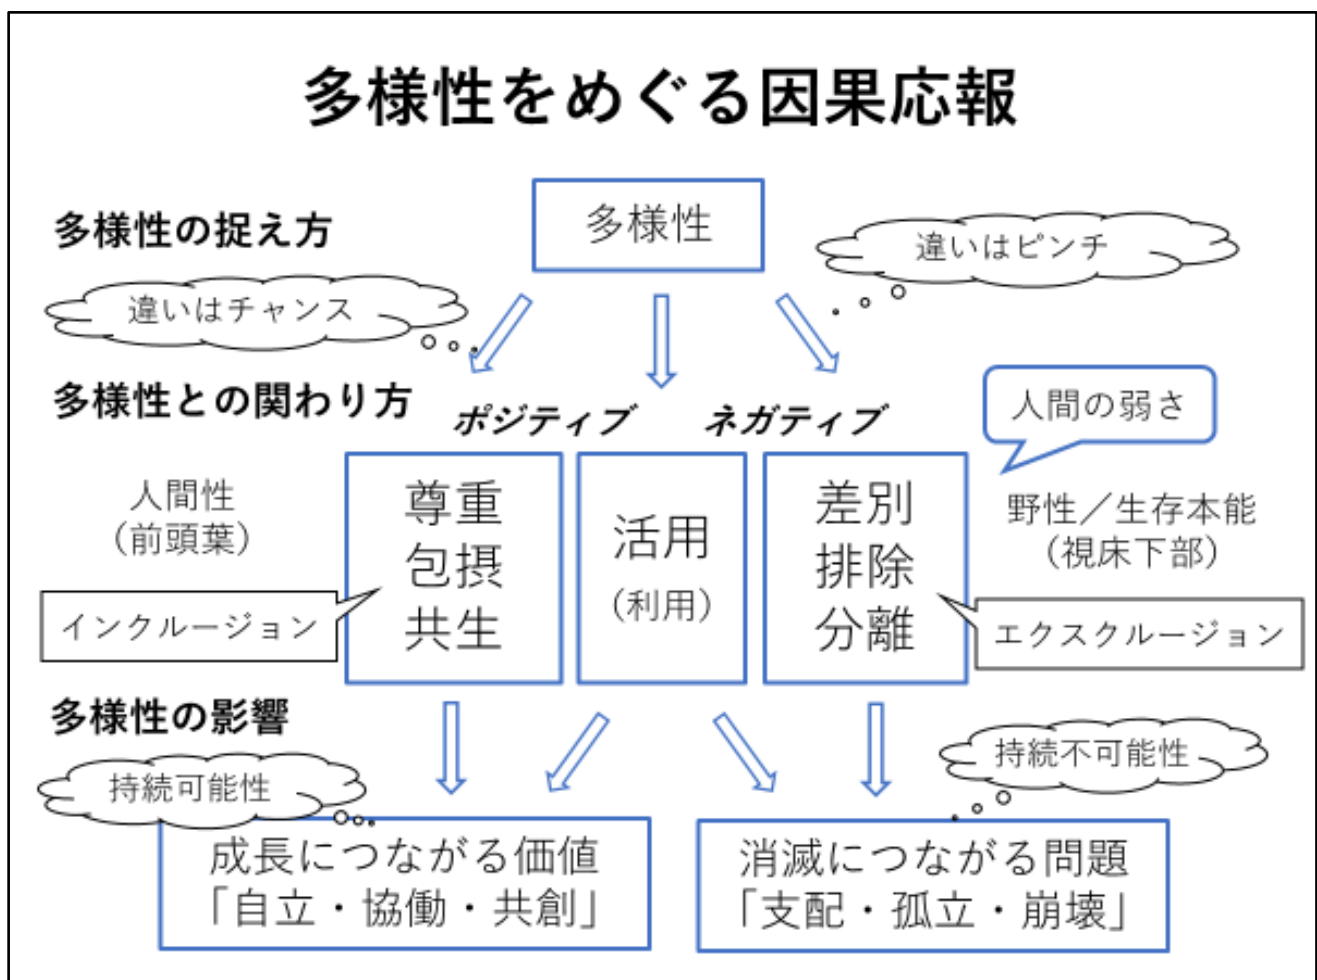 多様性をめぐる因果応報
多様性の捉え方
多様性
違いはピンチ
違いはチャンス
多様性との関わり方
ポジティブ
ネガティブ
人間の弱さ
人間性
(前頭葉)
尊重
包摂
共生
活用
(利用)
差別
排除
分離
野性／生存本能
(視床下部)
インクルージョン
エクスクルージョン
多様性の影響
持続可能性
持続不可能性
成長につながる価値
「自立・協働・共創」
消滅につながる問題
「支配・孤立・崩壊」